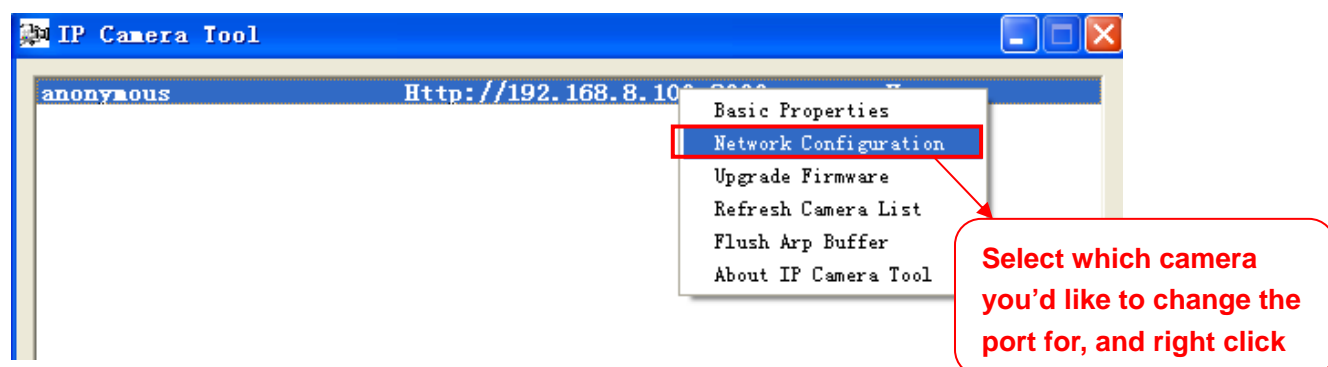 IP Camera Tool
anonymous Http://192.168.8.10
Basic Properties
Network Configuration
Upgrade Firmware
Refresh Camera List
Flush Arp Buffer
About IP Camera Tool
Select which camera
you’d like to change the
port for, and right click